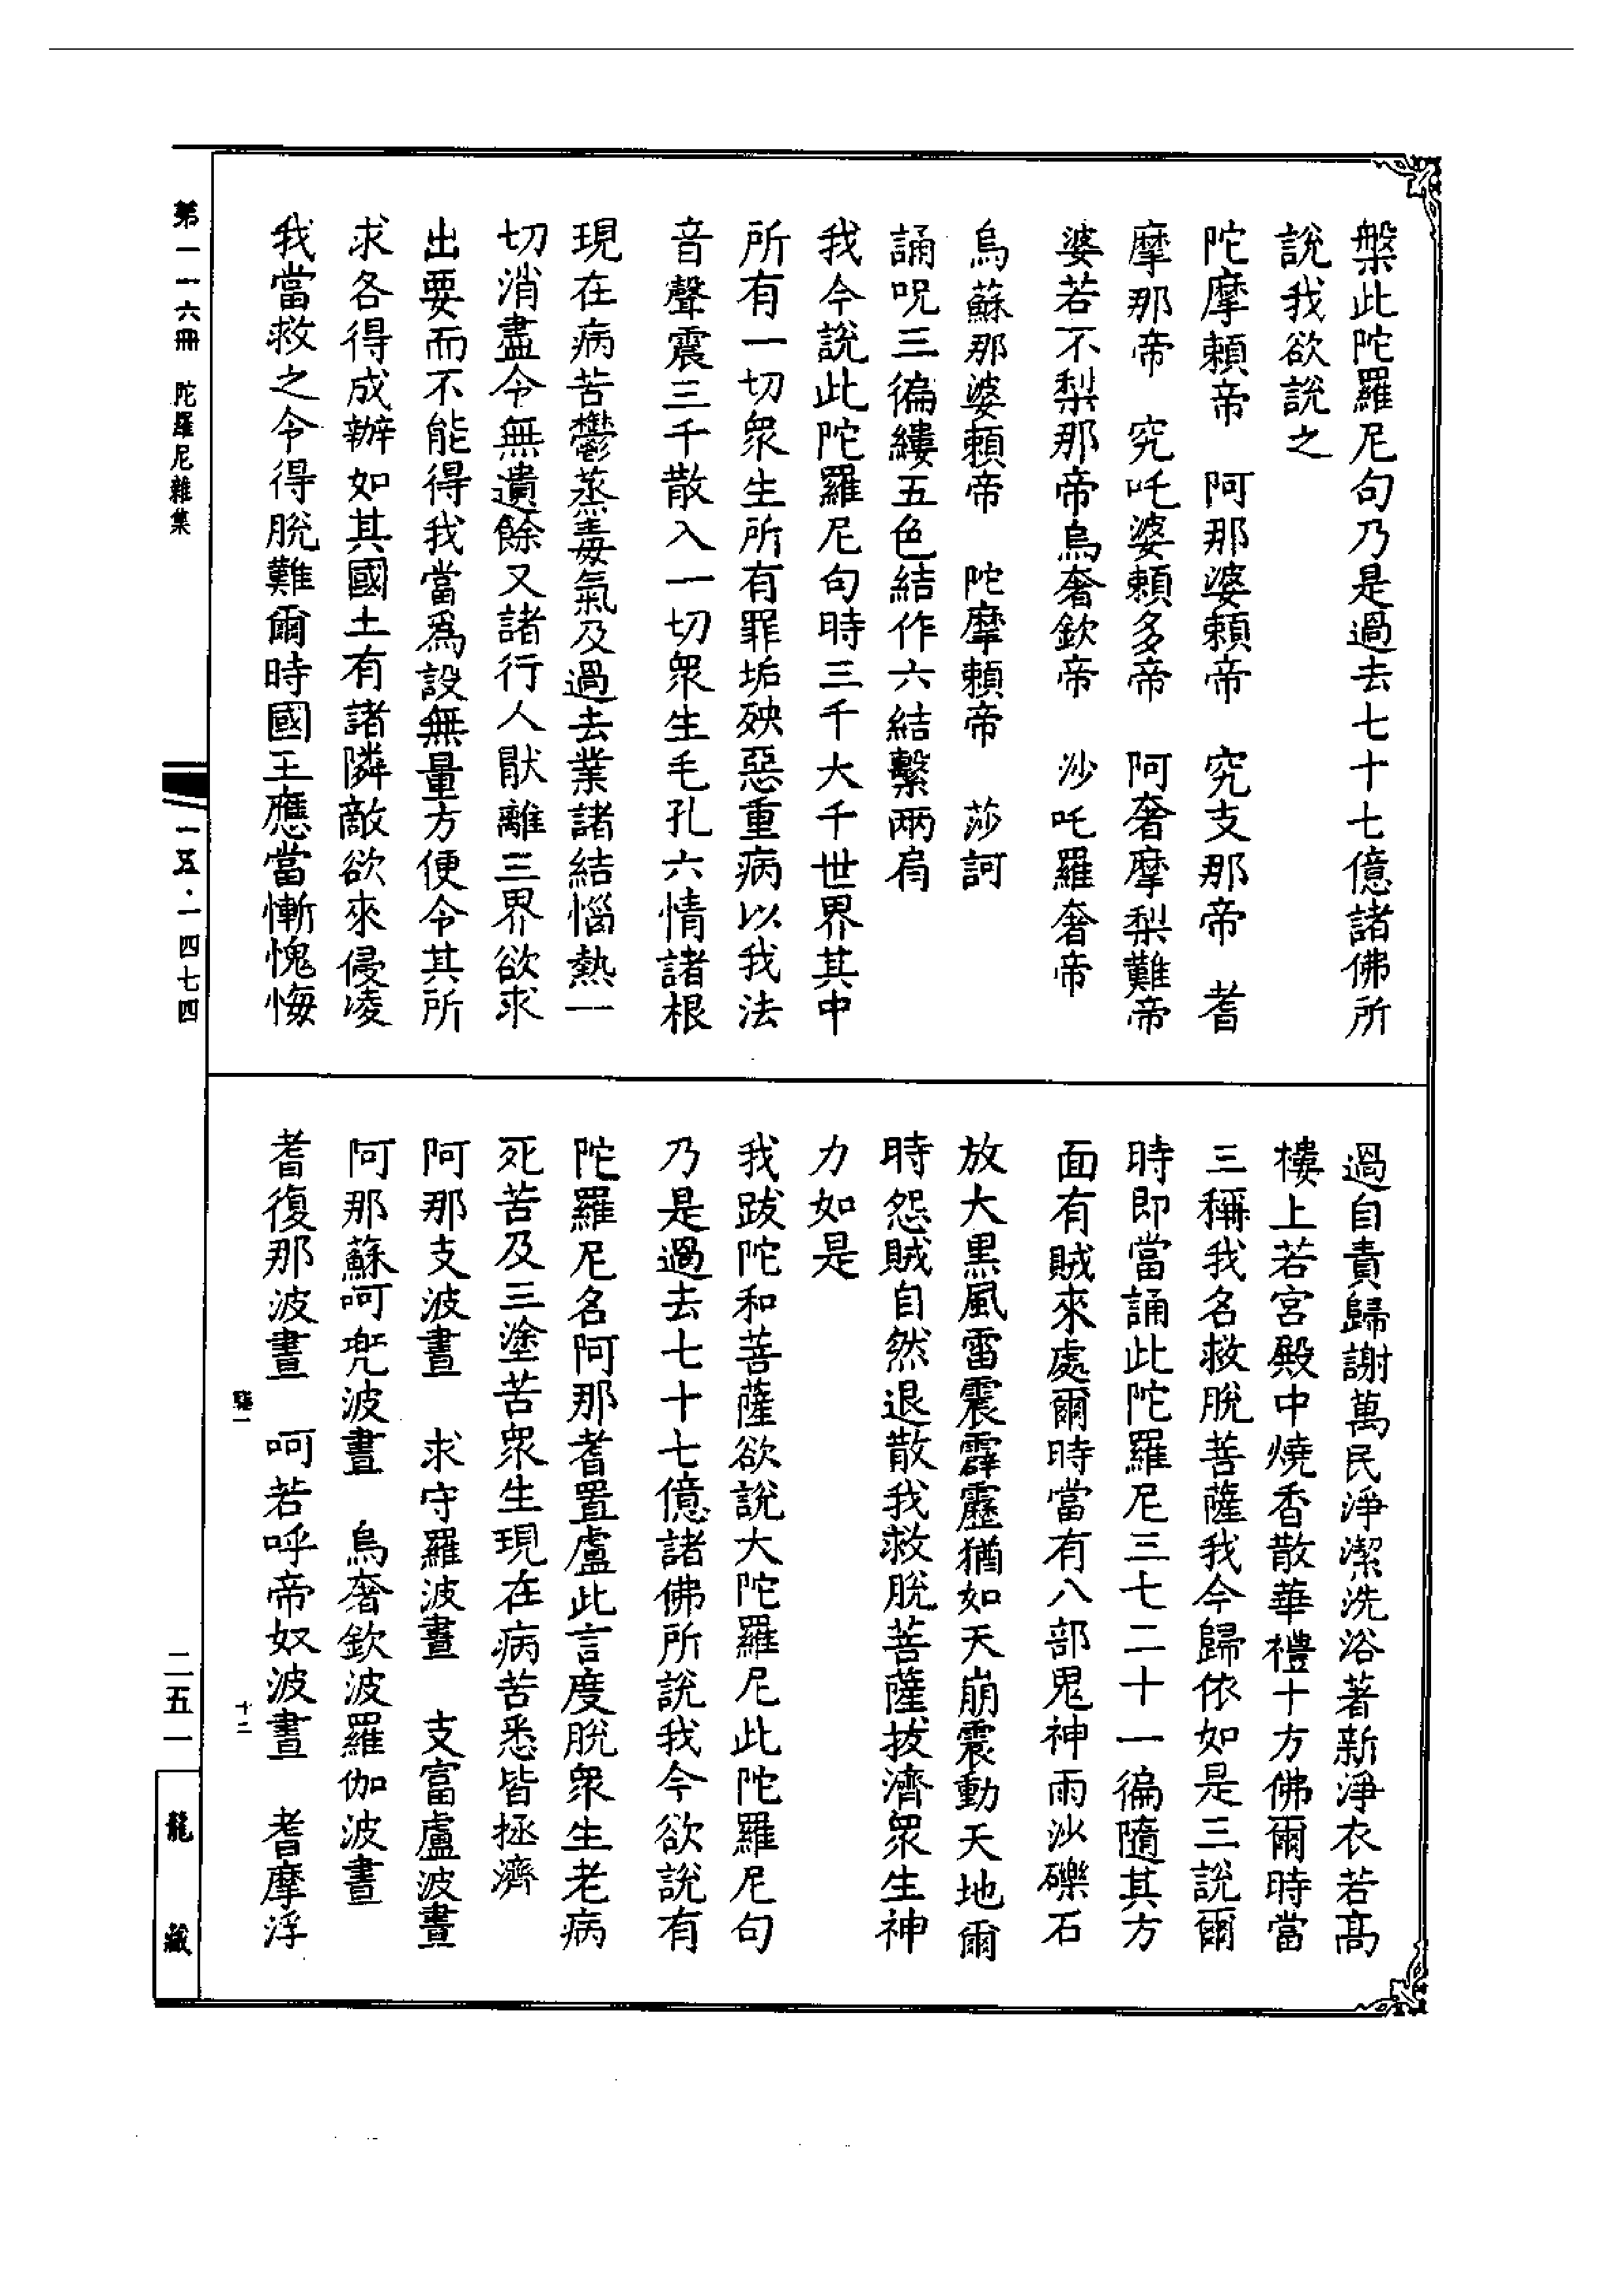 槃此陀羅尼句乃是過去七十七億諸佛所
說我欲說之
陀摩賴帝　阿那婆賴帝　究支那帝　耆
摩那帝　究吒婆賴多帝　阿奢摩梨難帝
婆若不梨那帝烏奢欽帝　沙吒羅奢帝
烏蘇那婆賴帝　陀摩賴帝　莎訶
誦呪三徧縷五色結作六結繫兩肩
我今說此陀羅尼句時三千大千世界其中
所有一切衆生所有罪垢殃惡重病以我法
音聲震三千散入一切衆生毛孔六情諸根
現在病苦鬱蒸毒氣及過去業諸結惱熱一
切消盡令無遺餘又諸行人猒離三界欲求
出要而不能得我當爲設無量方便令其所
求各得成辦如其國土有諸隣敵欲來侵凌
我當救之令得脫難爾時國王應當慚愧悔
過自責歸謝萬民淨潔洗浴著新淨衣若高
樓上若宮殿中燒香散華禮十方佛爾時當
三稱我名救脫菩薩我今歸依如是三說爾
時即當誦此陀羅尼三七二十一徧隨其方
面有賊來處爾時當有八部鬼神雨沙礫石
放大黑風雷震霹靂猶如天崩震動天地爾
時怨賊自然退散我救脫菩薩拔濟衆生神
力如是
我跋陀和菩薩欲說大陀羅尼此陀羅尼句
乃是過去七十七億諸佛所說我今欲說有
陀羅尼名阿那耆置盧此言度脫衆生老病
死苦及三塗苦衆生現在病苦悉皆拯濟
阿那支波晝　求守羅波晝　支富盧波晝
阿那蘇呵兜波晝　烏奢欽波羅伽波晝
耆復那波晝　呵若呼帝奴波晝　耆摩浮
十二
第一一六冊　陀羅尼雜集
一五·一四七四
二五一
龍藏